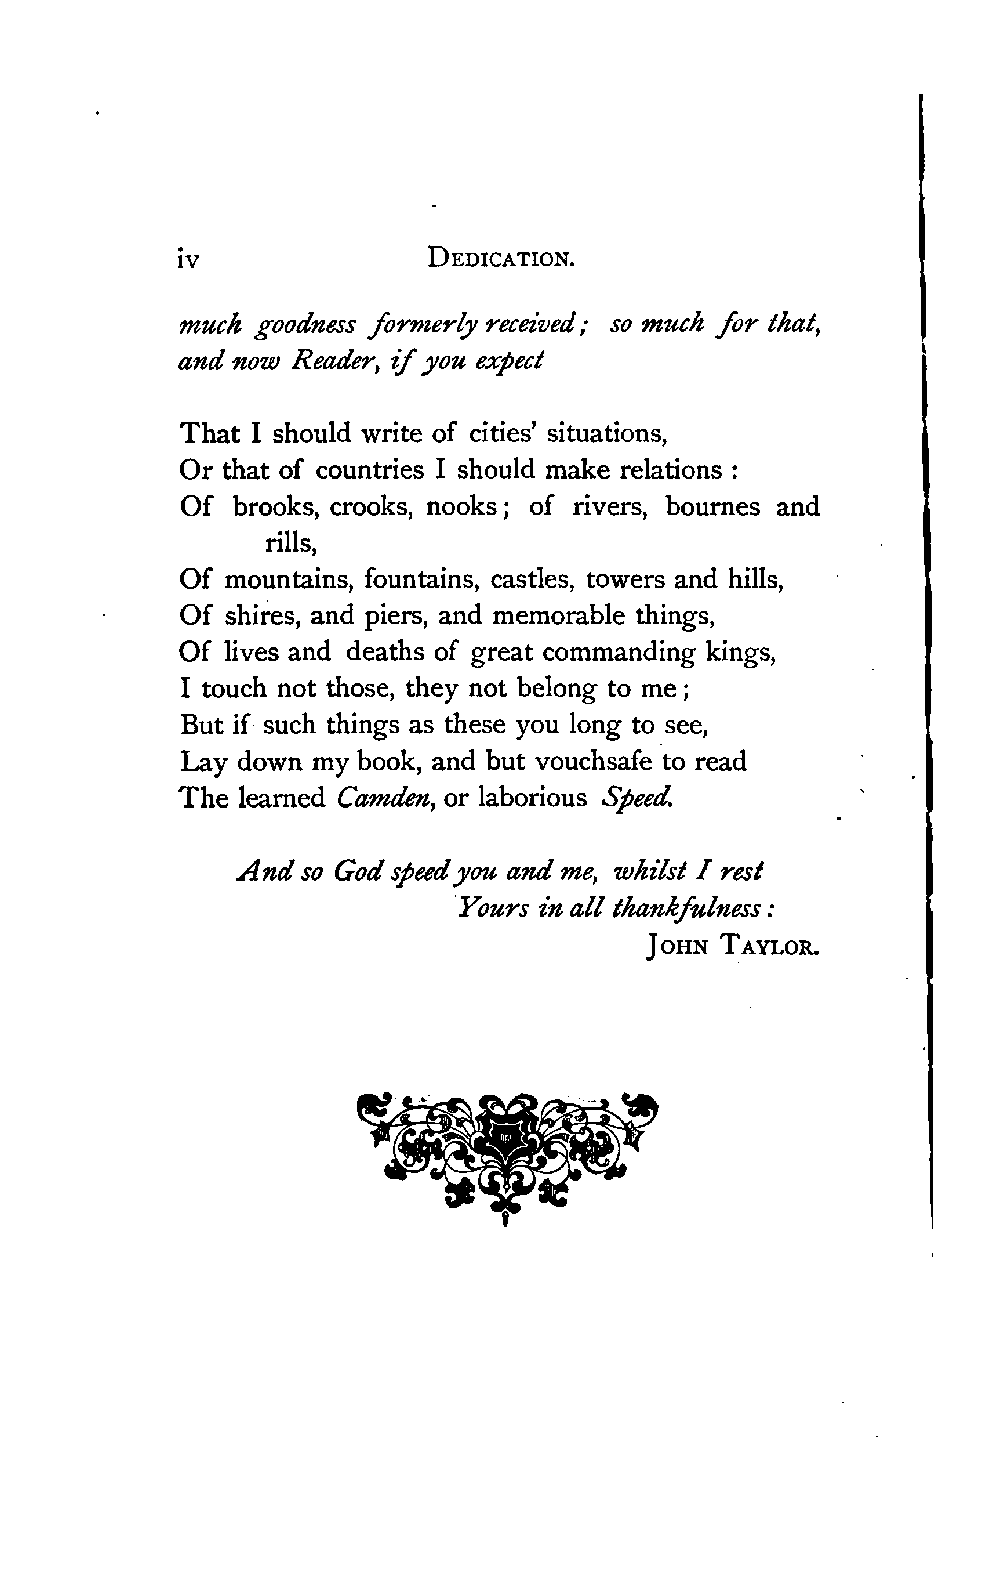 iv DEDICATION.
much goodness formerly received; so much for that,
and now Reader, if you expect
That I should write of cities' situations,
Or that of countries I should make relations :
Of brooks, crooks, nooks; of rivers, bournes and
rills,
Of mountains, fountains, castles, towers and hills,
Of shires, and piers, and memorable things,
Of lives and deaths of great commanding kings,
I touch not those, they not belong to me;
But if such things as these you long to see,
Lay down my book, and but vouchsafe to read
The learned Camden, or laborious Speed.
And so God speed you and me, whilst I rest
Yours in all thankfulness:
JOHN TAYLOR.